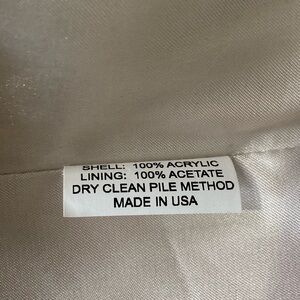 SHELL: 100% ACRYLIC
LINING: 100% ACETATE
DRY CLEAN PILE METHOD
MADE IN USA